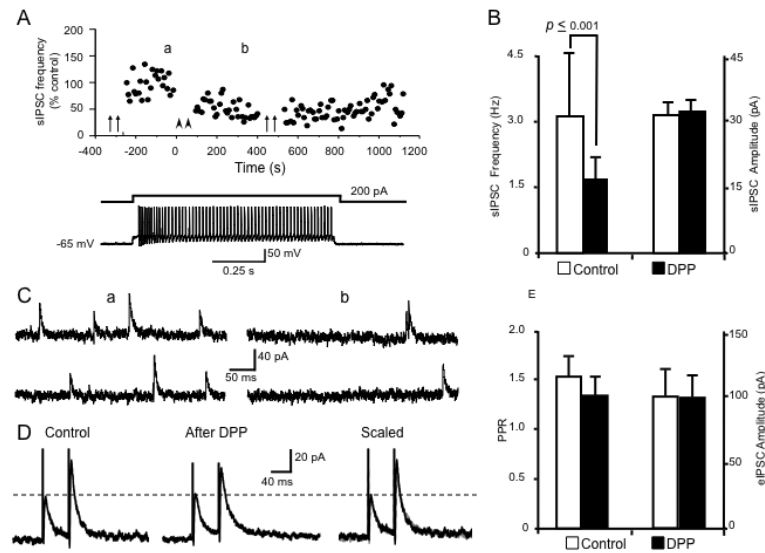 A
sIPSC frequency
(% control)
200
150
100
50
0
a
b
-400 -200 0 200 400 600 800 1000 1200
Time (s)
200 pA
-65 mV
50 mV
0.25 s
B
p ≤ 0.001
sIPSC Frequency (Hz)
4.5
3.0
1.5
0
45
30
15
0
sIPSC Amplitude (pA)
Control DPP
C
a
b
40 pA
50 ms
D
Control
After DPP
Scaled
20 pA
40 ms
E
PPR
2.0
1.5
1.0
0.5
0
150
100
50
0
eIPSC Amplitude (pA)
Control DPP